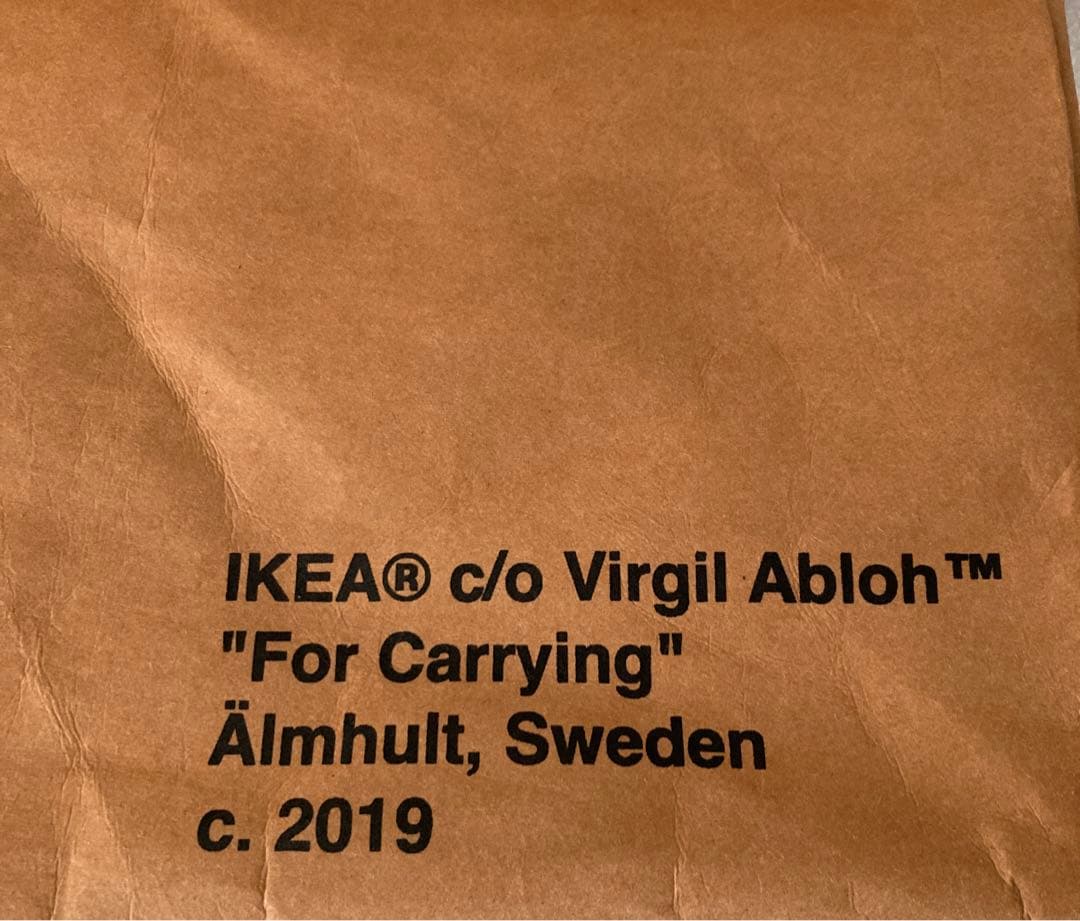 IKEA® c/o Virgil Abloh™
"For Carrying"
Älmhult, Sweden
c. 2019